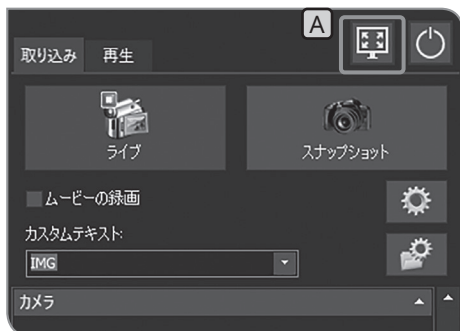 A
取り込み 再生
ライブ スナップショット
ムービーの録画
カスタムテキスト:
IMG
カメラ